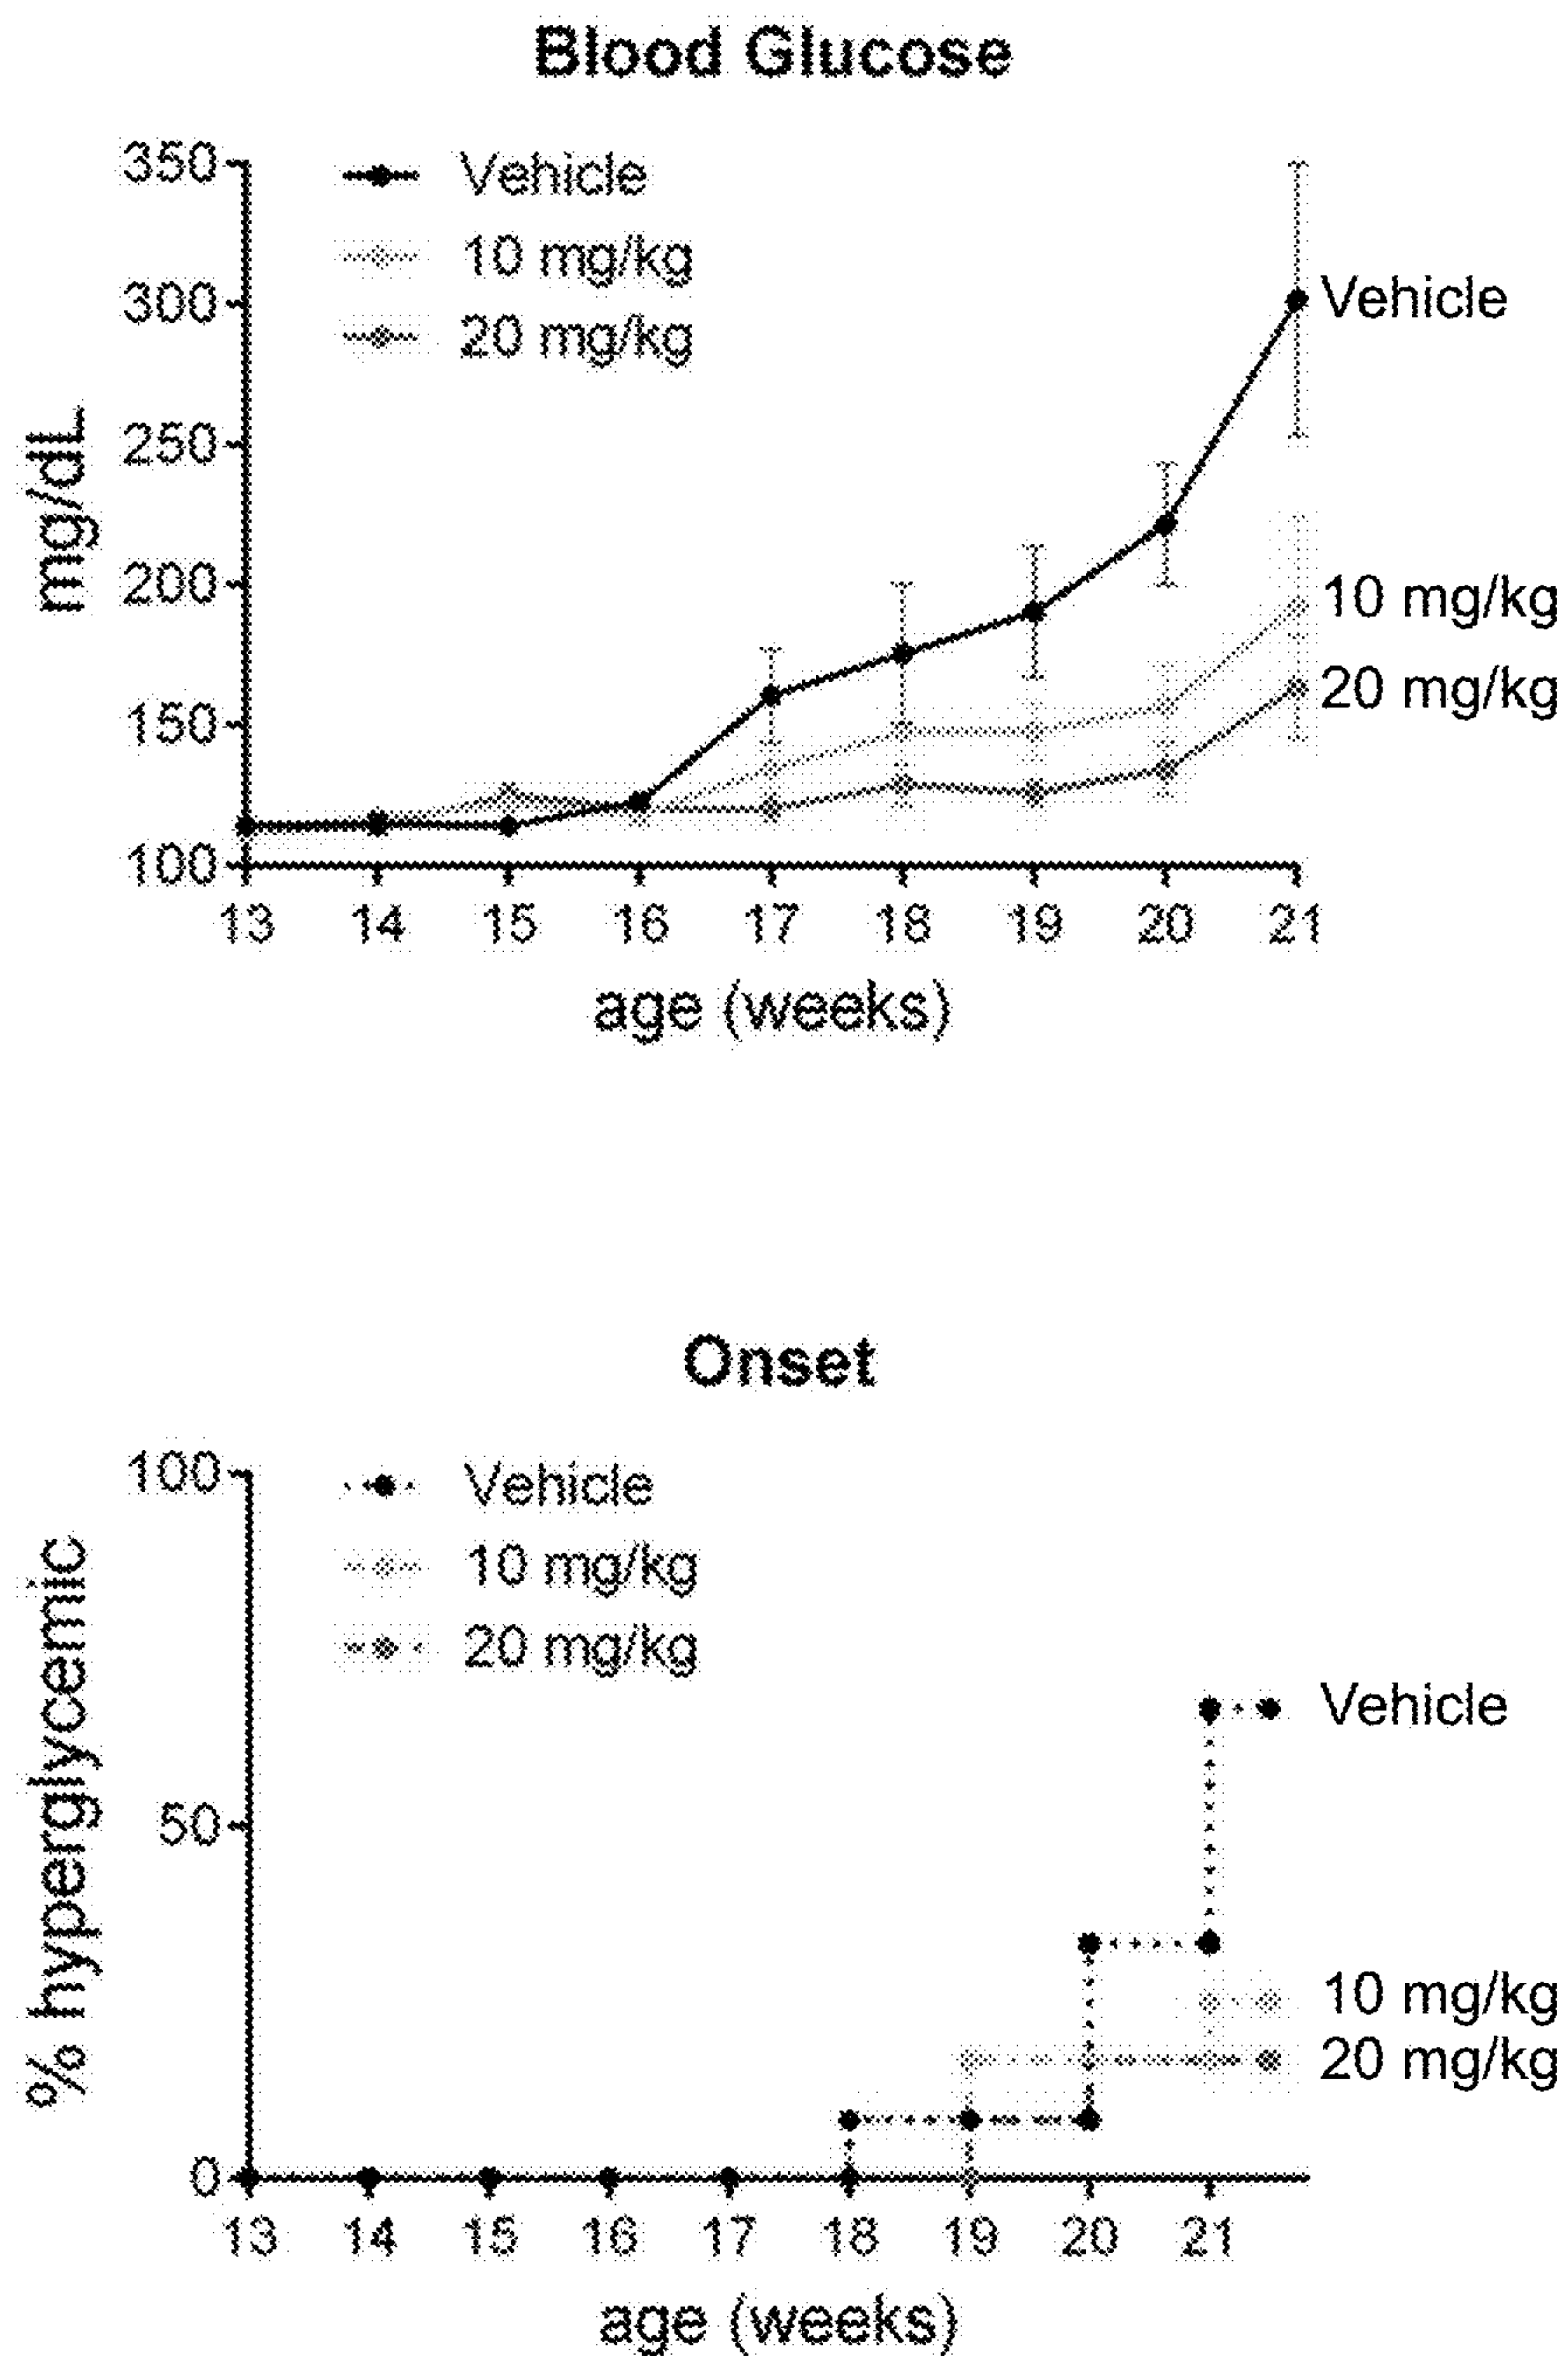 Blood Glucose
350
300
250
200
150
100
mg/dL
Vehicle
10 mg/kg
20 mg/kg
Vehicle
10 mg/kg
20 mg/kg
13 14 15 16 17 18 19 20 21
age (weeks)
Onset
100
50
0
% hyperglycemic
Vehicle
10 mg/kg
20 mg/kg
Vehicle
10 mg/kg
20 mg/kg
13 14 15 16 17 18 19 20 21
age (weeks)